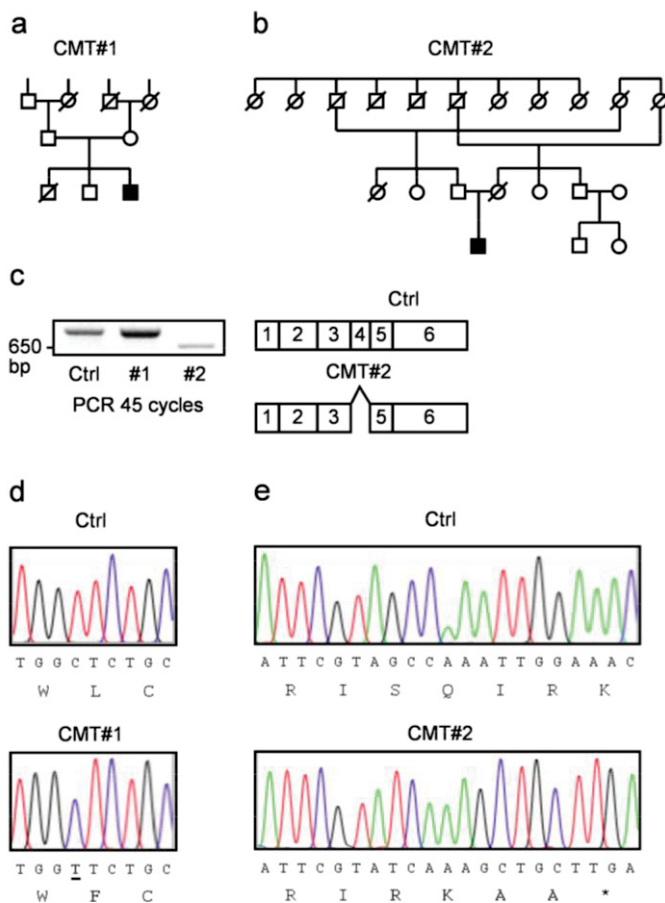 a
b
CMT#1
CMT#2
c
650
bp
Ctrl #1 #2
PCR 45 cycles
Ctrl
1 2 3 4 5 6
CMT#2
1 2 3 5 6
d
Ctrl
T G G C T C T G C
W L C
CMT#1
T G G T T C T G C
W F C
e
Ctrl
A T T C G T A G C C A A A T T G G A A A C
R I S Q I R K
CMT#2
A T T C G T A T C A A A G C T G C T T G A
R I R K A A *